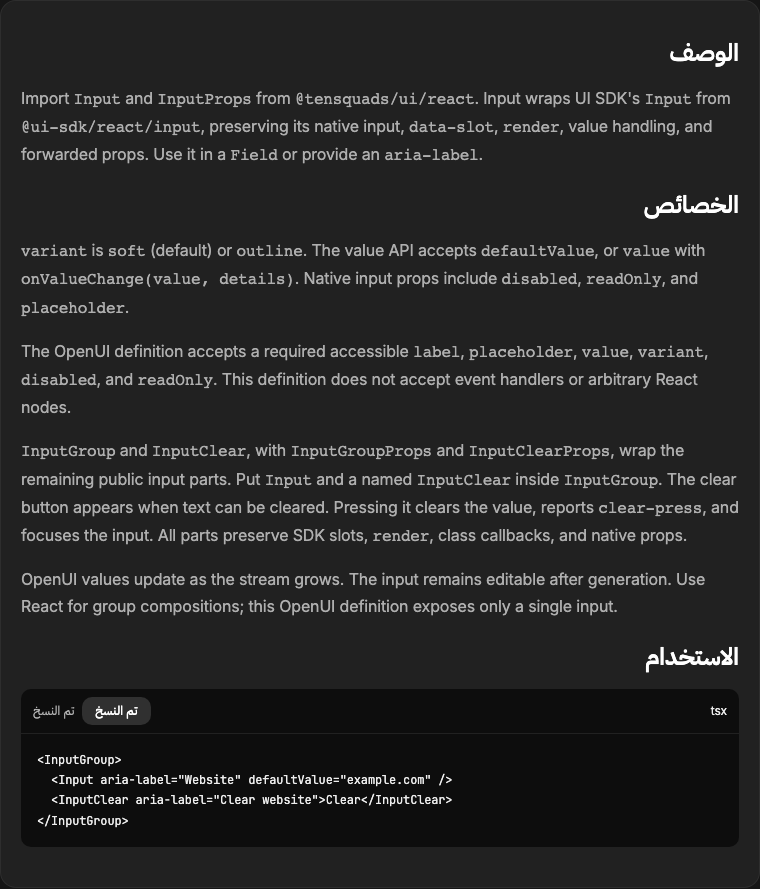 الوصف
Import Input and InputProps from @tensquads/ui/react. Input wraps UI SDK's Input from
@ui-sdk/react/input, preserving its native input, data-slot, render, value handling, and
forwarded props. Use it in a Field or provide an aria-label.
الخصائص
variant is soft (default) or outline. The value API accepts defaultValue, or value with
onValueChange(value, details). Native input props include disabled, readOnly, and
placeholder.
The OpenUI definition accepts a required accessible label, placeholder, value, variant,
disabled, and readOnly. This definition does not accept event handlers or arbitrary React
nodes.
InputGroup and InputClear, with InputGroupProps and InputClearProps, wrap the
remaining public input parts. Put Input and a named InputClear inside InputGroup. The clear
button appears when text can be cleared. Pressing it clears the value, reports clear-press, and
focuses the input. All parts preserve SDK slots, render, class callbacks, and native props.
OpenUI values update as the stream grows. The input remains editable after generation. Use
React for group compositions; this OpenUI definition exposes only a single input.
الاستخدام
tsx تم النسخ تم النسخ
<InputGroup>
  <Input aria-label="Website" defaultValue="example.com" />
  <InputClear aria-label="Clear website">Clear</InputClear>
</InputGroup>